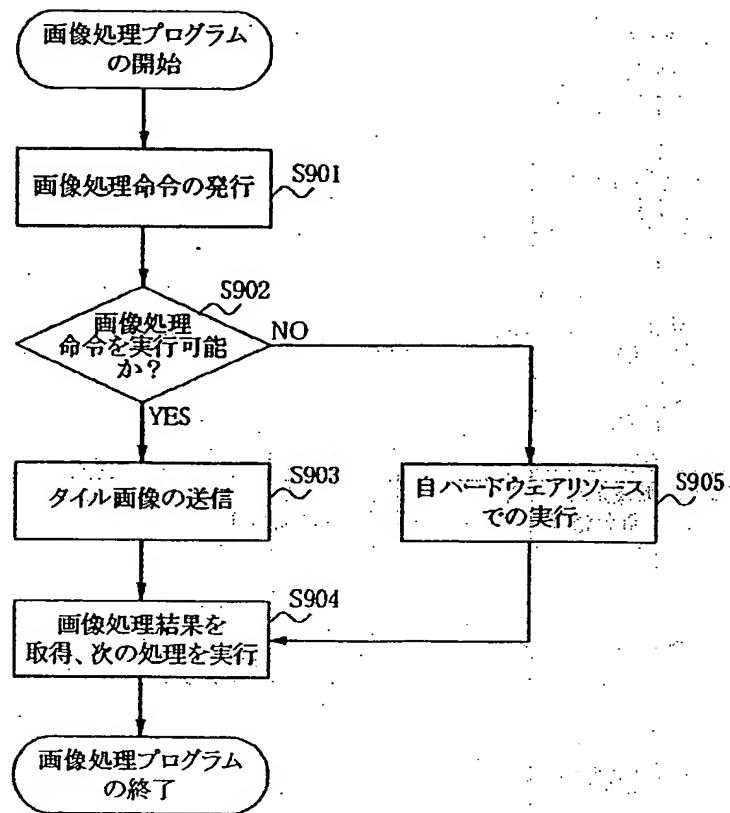 画像処理プログラム
の開始
画像処理命令の発行
S901
S902
画像処理
命令を実行可能
か?
NO
YES
タイル画像の送信
S903
自ハードウェアリソース
での実行
S905
S904
画像処理結果を
取得、次の処理を実行
画像処理プログラム
の終了